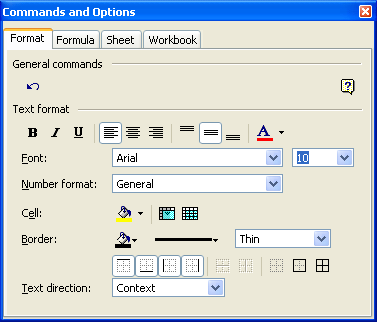 Commands and Options
Format Formula Sheet Workbook
General commands
?
Text format
B I U A
Font: Arial 10
Number format: General
Cell:
Border: Thin
Text direction: Context